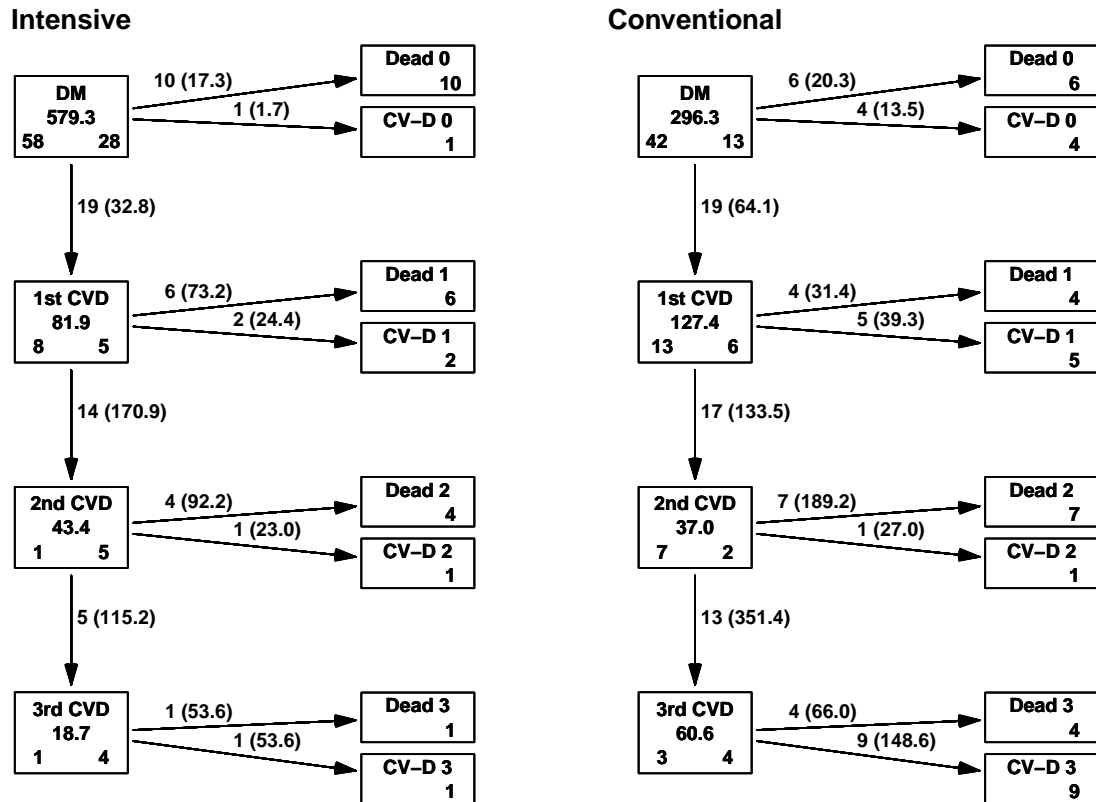 Intensive
Dead 0
10
10 (17.3)
DM
579.3
58 28
1 (1.7)
CV–D 0
1
19 (32.8)
Dead 1
6
6 (73.2)
1st CVD
81.9
8 5
2 (24.4)
CV–D 1
2
14 (170.9)
Dead 2
4
4 (92.2)
2nd CVD
43.4
1 5
1 (23.0)
CV–D 2
1
5 (115.2)
Dead 3
1
1 (53.6)
3rd CVD
18.7
1 4
1 (53.6)
CV–D 3
1
Conventional
Dead 0
6
6 (20.3)
DM
296.3
42 13
4 (13.5)
CV–D 0
4
19 (64.1)
Dead 1
4
4 (31.4)
1st CVD
127.4
13 6
5 (39.3)
CV–D 1
5
17 (133.5)
Dead 2
7
7 (189.2)
2nd CVD
37.0
7 2
1 (27.0)
CV–D 2
1
13 (351.4)
Dead 3
4
4 (66.0)
3rd CVD
60.6
3 4
9 (148.6)
CV–D 3
9